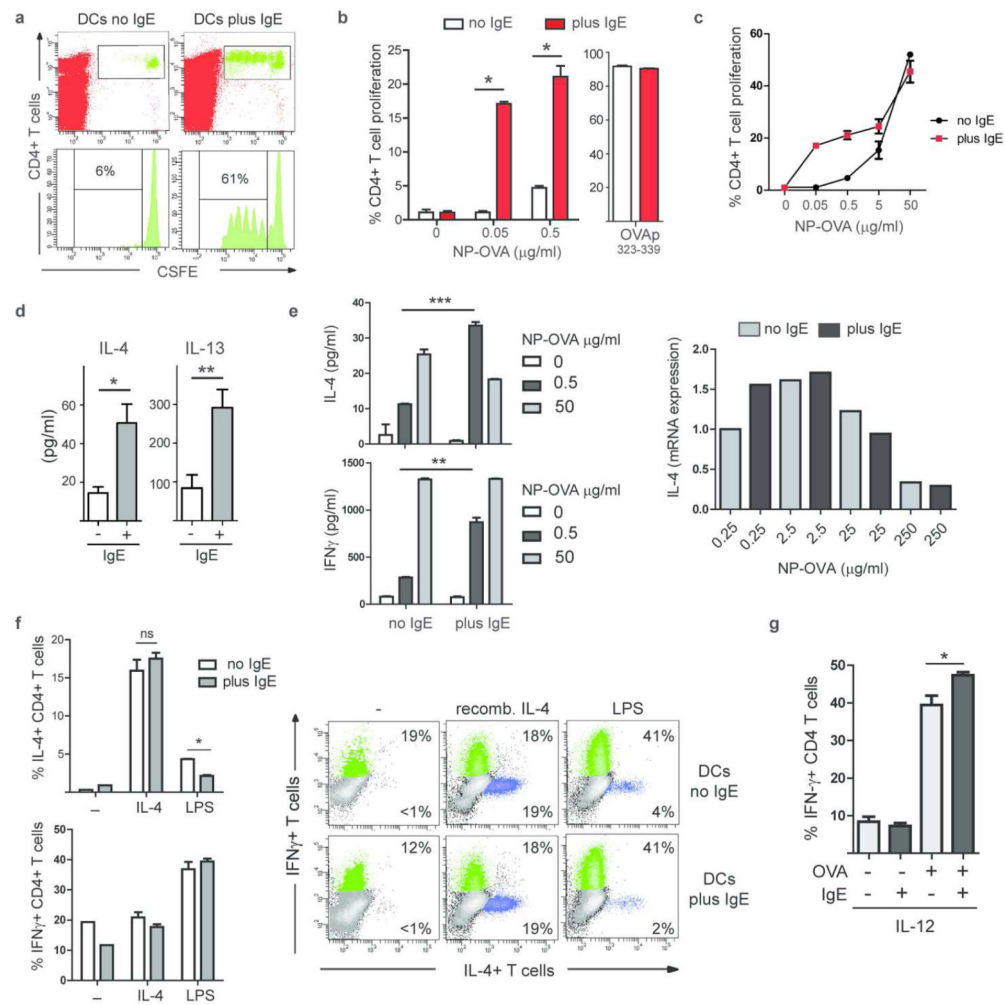 a
DCs no IgE DCs plus IgE
CD4+ T cells
6%
61%
CSFE
b
no IgE plus IgE
% CD4+ T cell proliferation
25
20
15
10
5
0
100
80
60
40
20
* *
0 0.05 0.5
NP-OVA (μg/ml)
OVAp
323-339
c
% CD4+ T cell proliferation
60
40
20
0
no IgE
plus IgE
0 0.05 0.5 5 50
NP-OVA (μg/ml)
d
IL-4 IL-13
(pg/ml)
* **
60
40
20
300
200
100
- + - +
IgE IgE
e
IL-4 (pg/ml)
40
30
20
10
0
***
NP-OVA μg/ml
0
0.5
50
IFNγ (pg/ml)
1500
1000
500
0
**
NP-OVA μg/ml
0
0.5
50
no IgE plus IgE
no IgE plus IgE
IL-4 (mRNA expression)
2.0
1.5
1.0
0.5
0.0
0.25 0.25 2.5 2.5 25 25 250 250
NP-OVA (μg/ml)
f
% IL-4+ CD4+ T cells
20
15
10
5
0
ns
*
no IgE
plus IgE
– IL-4 LPS
% IFNγ+ CD4+ T cells
50
40
30
20
10
0
– IL-4 LPS
- recomb. IL-4 LPS
IFNγ+ T cells
19% 18% 41%
<1% 19% 4%
DCs
no IgE
12% 18% 41%
<1% 19% 2%
DCs
plus IgE
IL-4+ T cells
g
% IFN-γ+ CD4 T cells
50
40
30
20
10
*
OVA - - + +
IgE - + - +
IL-12